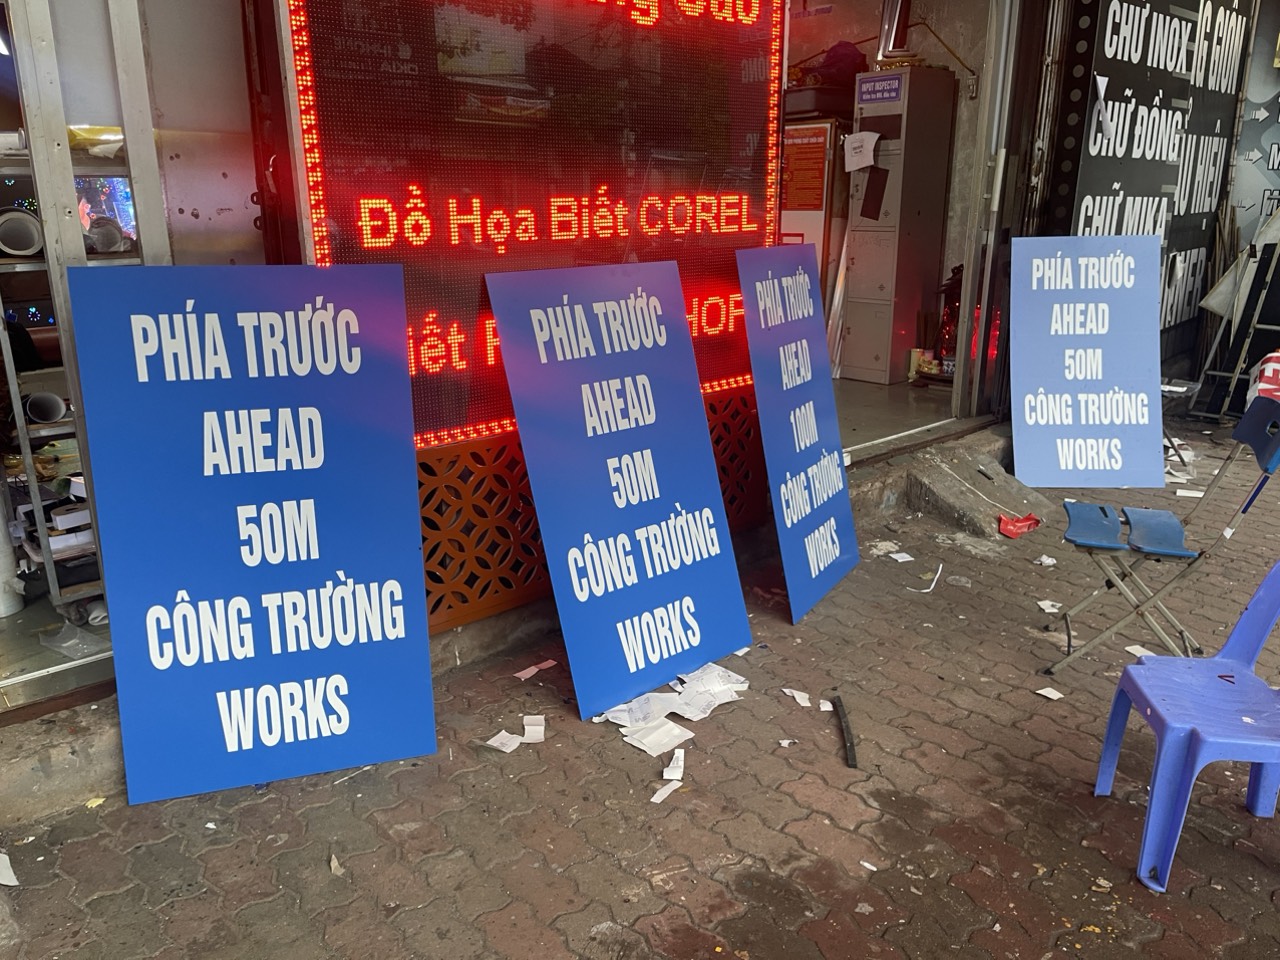 Đồ Họa Biết COREL
PHÍA TRƯỚC
AHEAD
50M
CÔNG TRƯỜNG
WORKS
PHÍA TRƯỚC
AHEAD
50M
CÔNG TRƯỜNG
WORKS
PHÍA TRƯỚC
AHEAD
100M
CÔNG TRƯỜNG
WORKS
PHÍA TRƯỚC
AHEAD
50M
CÔNG TRƯỜNG
WORKS
INPUT INSPECTOR
CHỮ INOX
CHỮ ĐỒNG
CHỮ MIKA